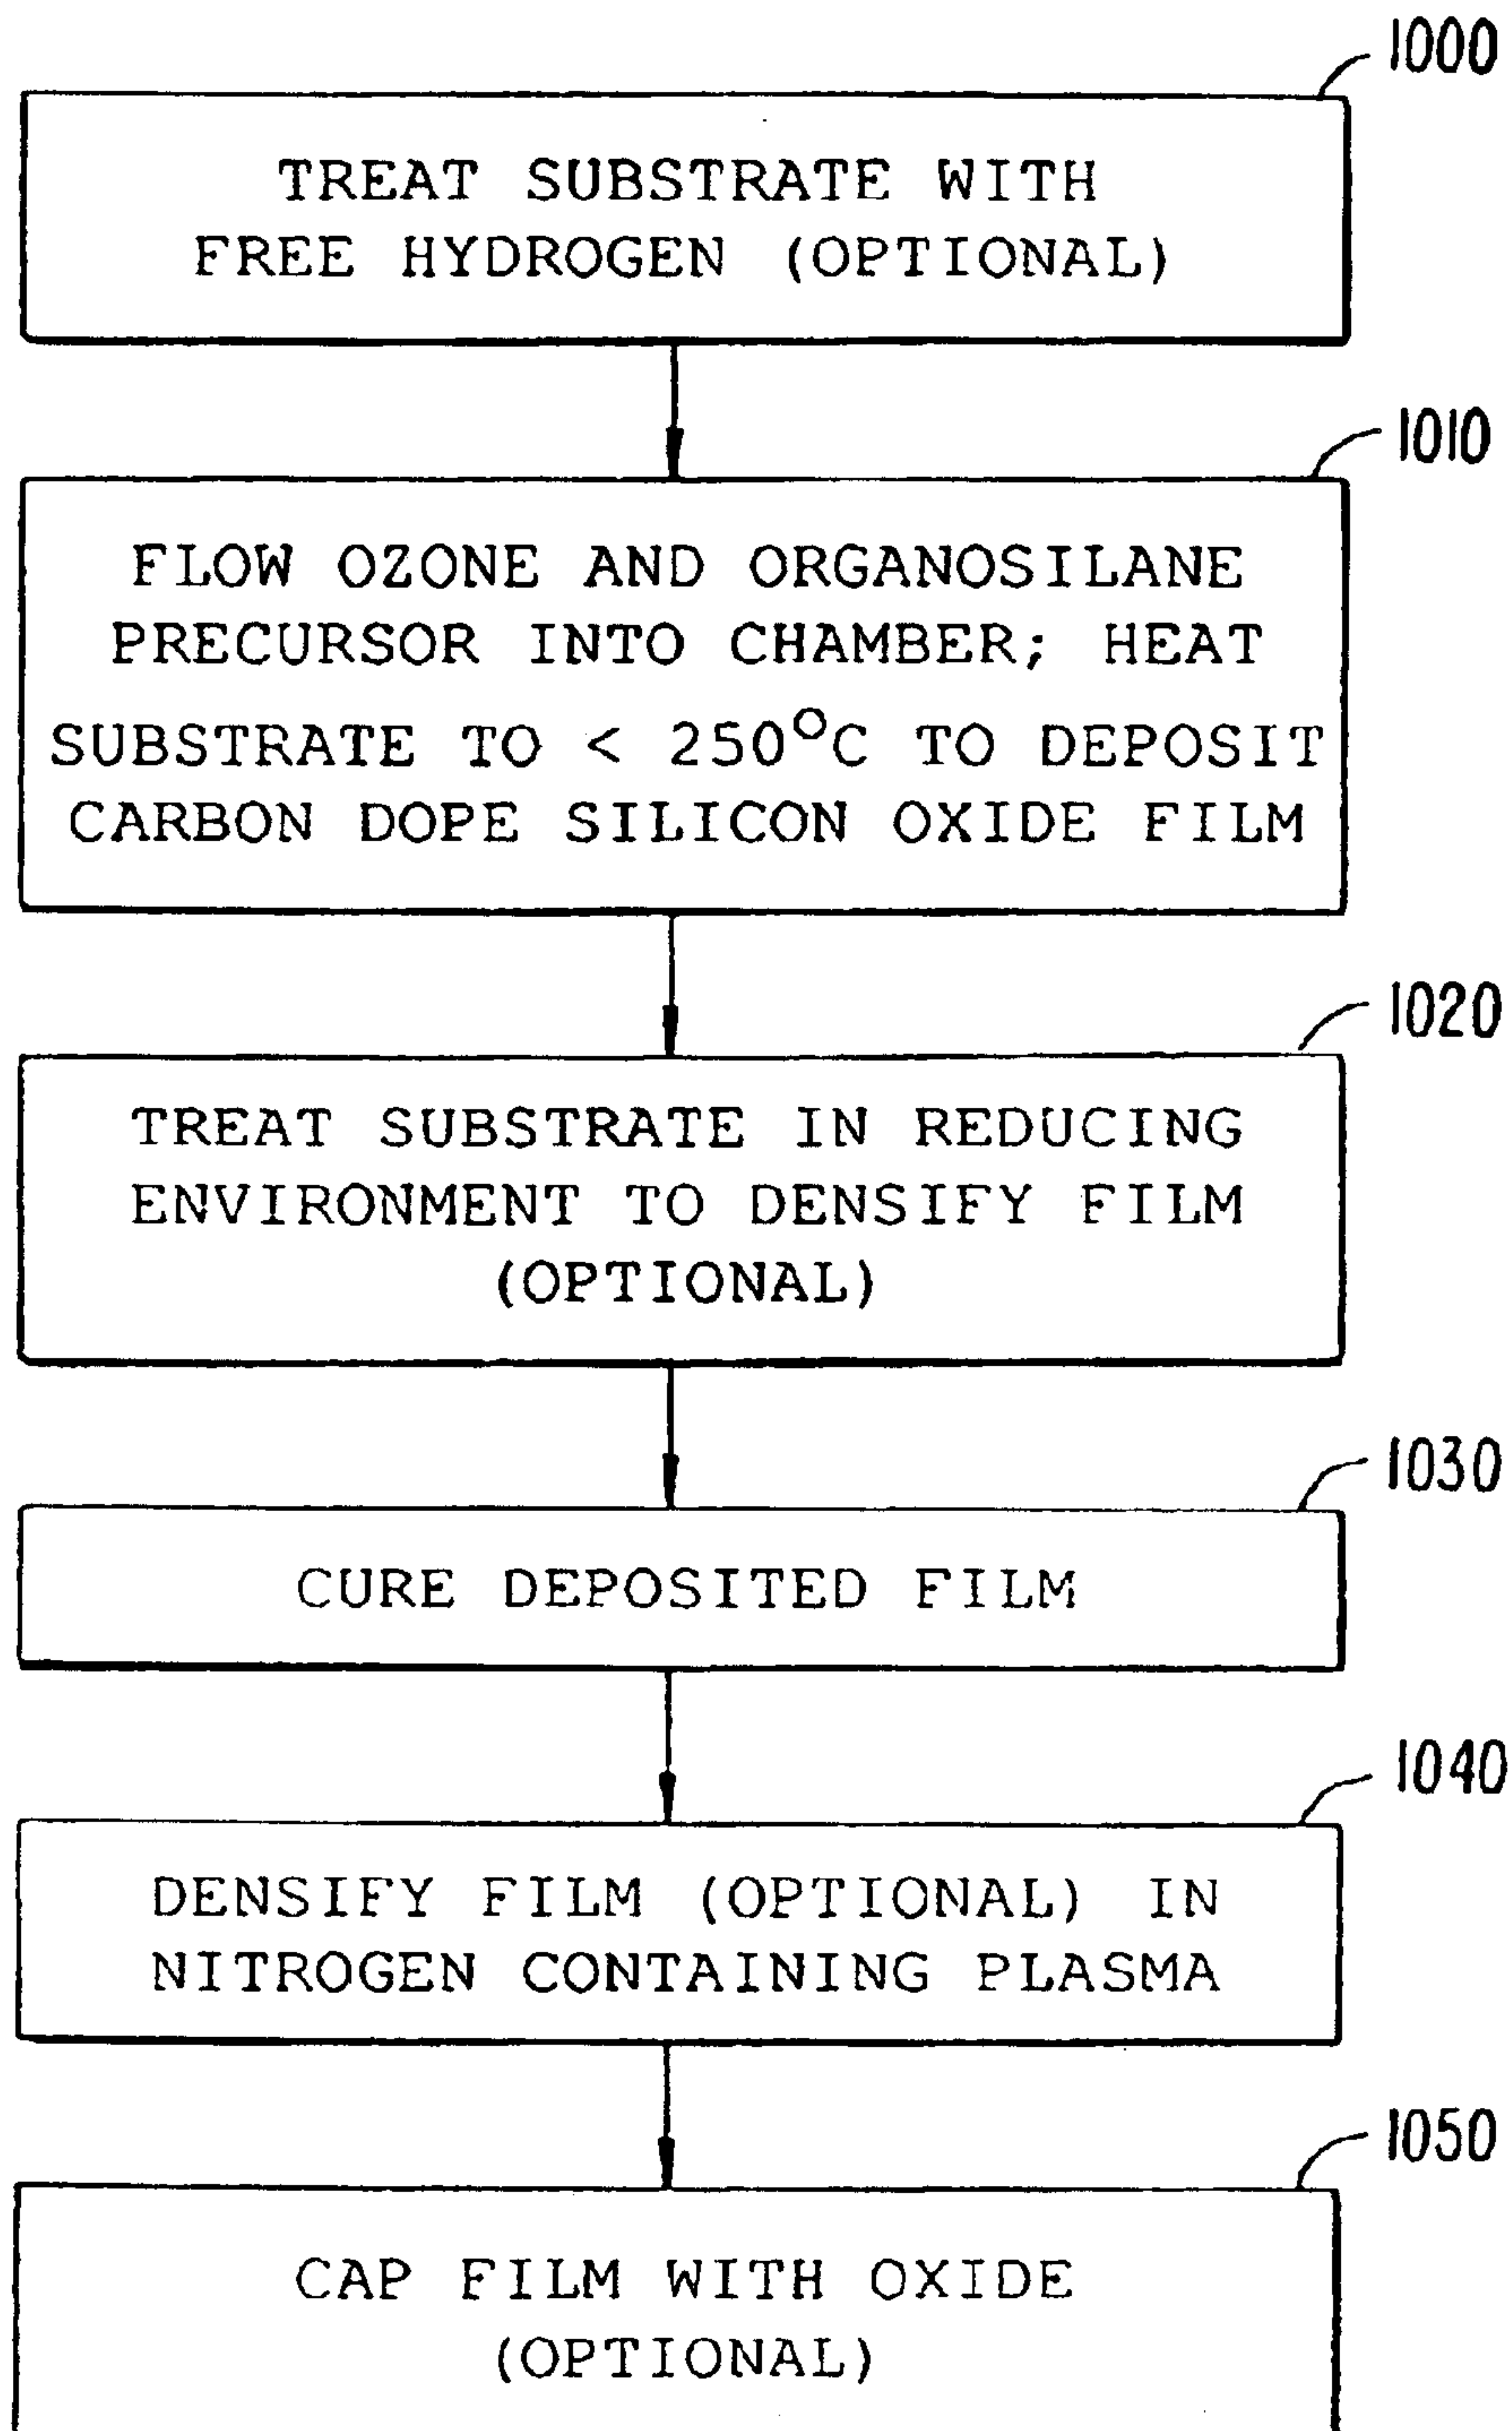 1000
TREAT SUBSTRATE WITH
FREE HYDROGEN (OPTIONAL)
1010
FLOW OZONE AND ORGANOSILANE
PRECURSOR INTO CHAMBER; HEAT
SUBSTRATE TO < 250°C TO DEPOSIT
CARBON DOPE SILICON OXIDE FILM
1020
TREAT SUBSTRATE IN REDUCING
ENVIRONMENT TO DENSIFY FILM
(OPTIONAL)
1030
CURE DEPOSITED FILM
1040
DENSIFY FILM (OPTIONAL) IN
NITROGEN CONTAINING PLASMA
1050
CAP FILM WITH OXIDE
(OPTIONAL)